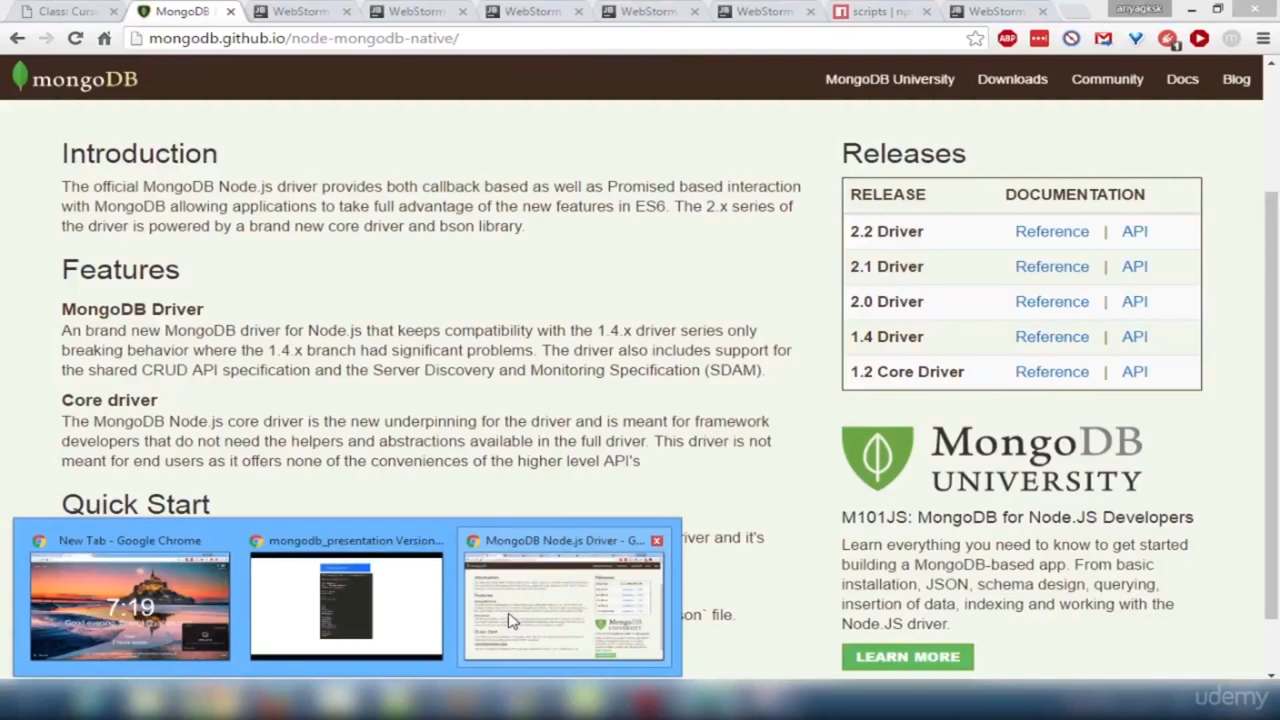 Class: Cura
MongoDB
WebStorm
WebStorm
WebStorm
WebStorm
WebStorm
scripts | np
WebStorm
ariyagksk
mongodb.github.io/node-mongodb-native/
ABP
1
mongoDB
MongoDB University
Downloads
Community
Docs
Blog
Introduction
The official MongoDB Node.js driver provides both callback based as well as Promised based interaction
with MongoDB allowing applications to take full advantage of the new features in ES6. The 2.x series of
the driver is powered by a brand new core driver and bson library.
Features
MongoDB Driver
An brand new MongoDB driver for Node.js that keeps compatibility with the 1.4.x driver series only
breaking behavior where the 1.4.x branch had significant problems. The driver also includes support for
the shared CRUD API specification and the Server Discovery and Monitoring Specification (SDAM).
Core driver
The MongoDB Node.js core driver is the new underpinning for the driver and is meant for framework
developers that do not need the helpers and abstractions available in the full driver. This driver is not
meant for end users as it offers none of the conveniences of the higher level API's
Quick Start
river and it's
son` file.
Releases
RELEASE DOCUMENTATION
2.2 Driver Reference | API
2.1 Driver Reference | API
2.0 Driver Reference | API
1.4 Driver Reference | API
1.2 Core Driver Reference | API
MongoDB
UNIVERSITY
M101JS: MongoDB for Node.JS Developers
Learn everything you need to know to get started
building a MongoDB-based app. From basic
installation, JSON, schema design, querying,
insertion of data, indexing and working with the
Node.JS driver.
LEARN MORE
New Tab - Google Chrome
mongodb_presentation Version...
MongoDB Node.js Driver - G...
7:19
udemy